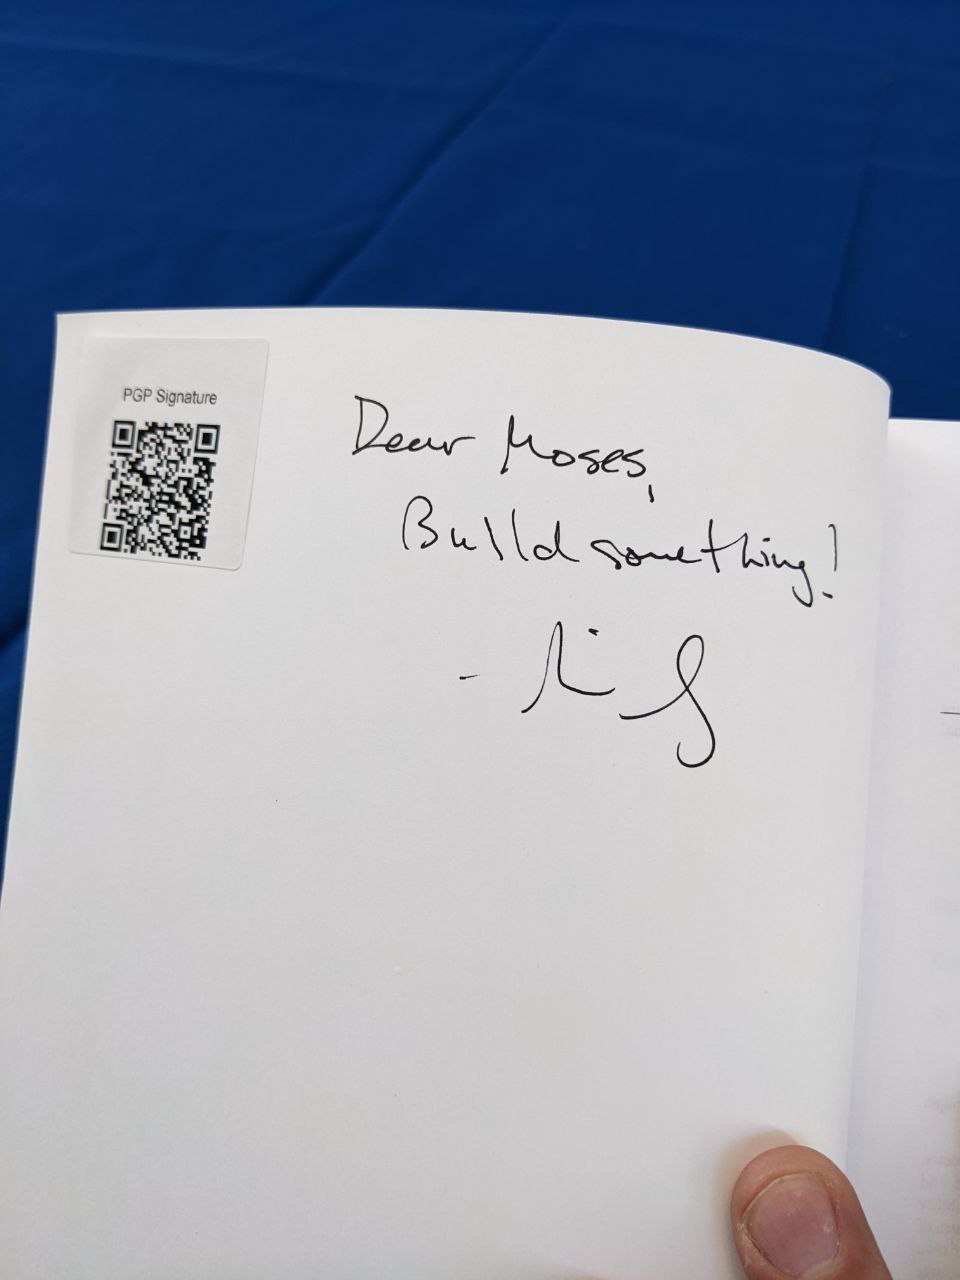 PGP Signature
Dear Moses,
Build something!